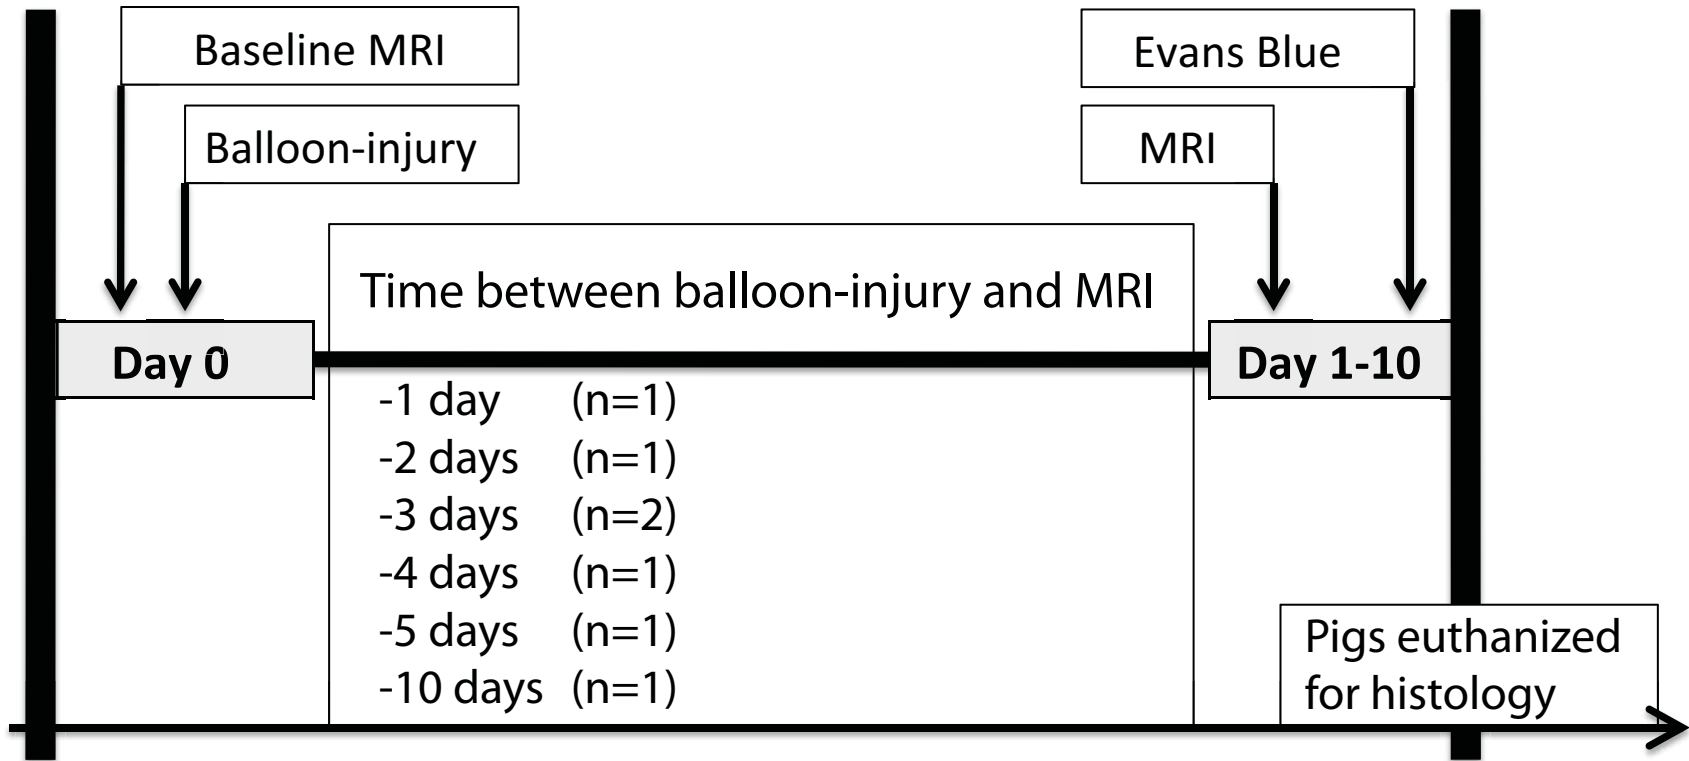 Baseline MRI
Balloon-injury
Evans Blue
MRI
Time between balloon-injury and MRI
Day 0
Day 1-10
-1 day (n=1)
-2 days (n=1)
-3 days (n=2)
-4 days (n=1)
-5 days (n=1)
-10 days (n=1)
Pigs euthanized
for histology